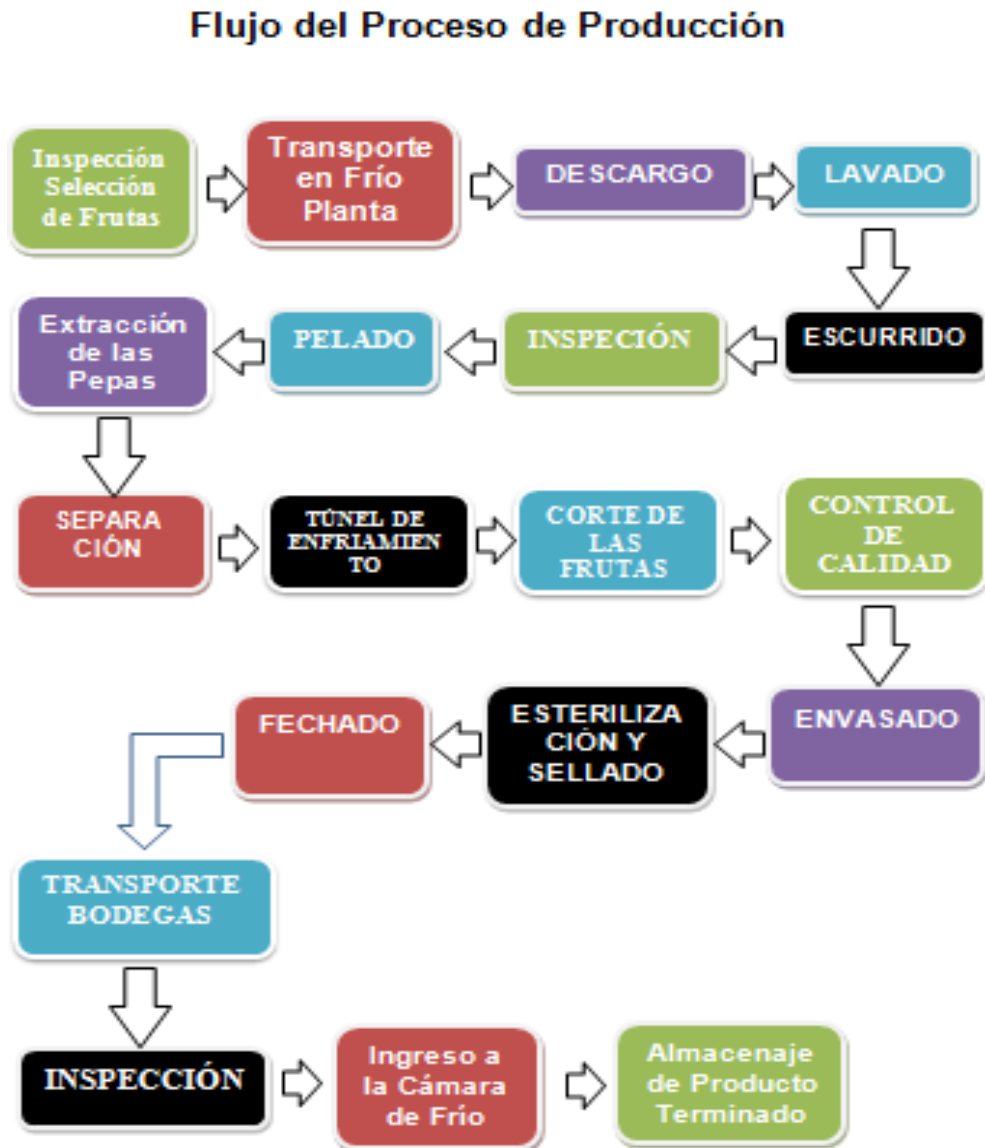 Flujo del Proceso de Producción
Inspección
Selección
de Frutas
Transporte
en Frío
Planta
DESCARGO
LAVADO
ESCURRIDO
INSPECIÓN
PELADO
Extracción
de las
Pepas
SEPARA
CIÓN
TÚNEL DE
ENFRIAMIEN
TO
CORTE DE
LAS
FRUTAS
CONTROL
DE
CALIDAD
ENVASADO
ESTERILIZA
CIÓN Y
SELLADO
FECHADO
TRANSPORTE
BODEGAS
INSPECCIÓN
Ingreso a
la Cámara
de Frío
Almacenaje
de Producto
Terminado